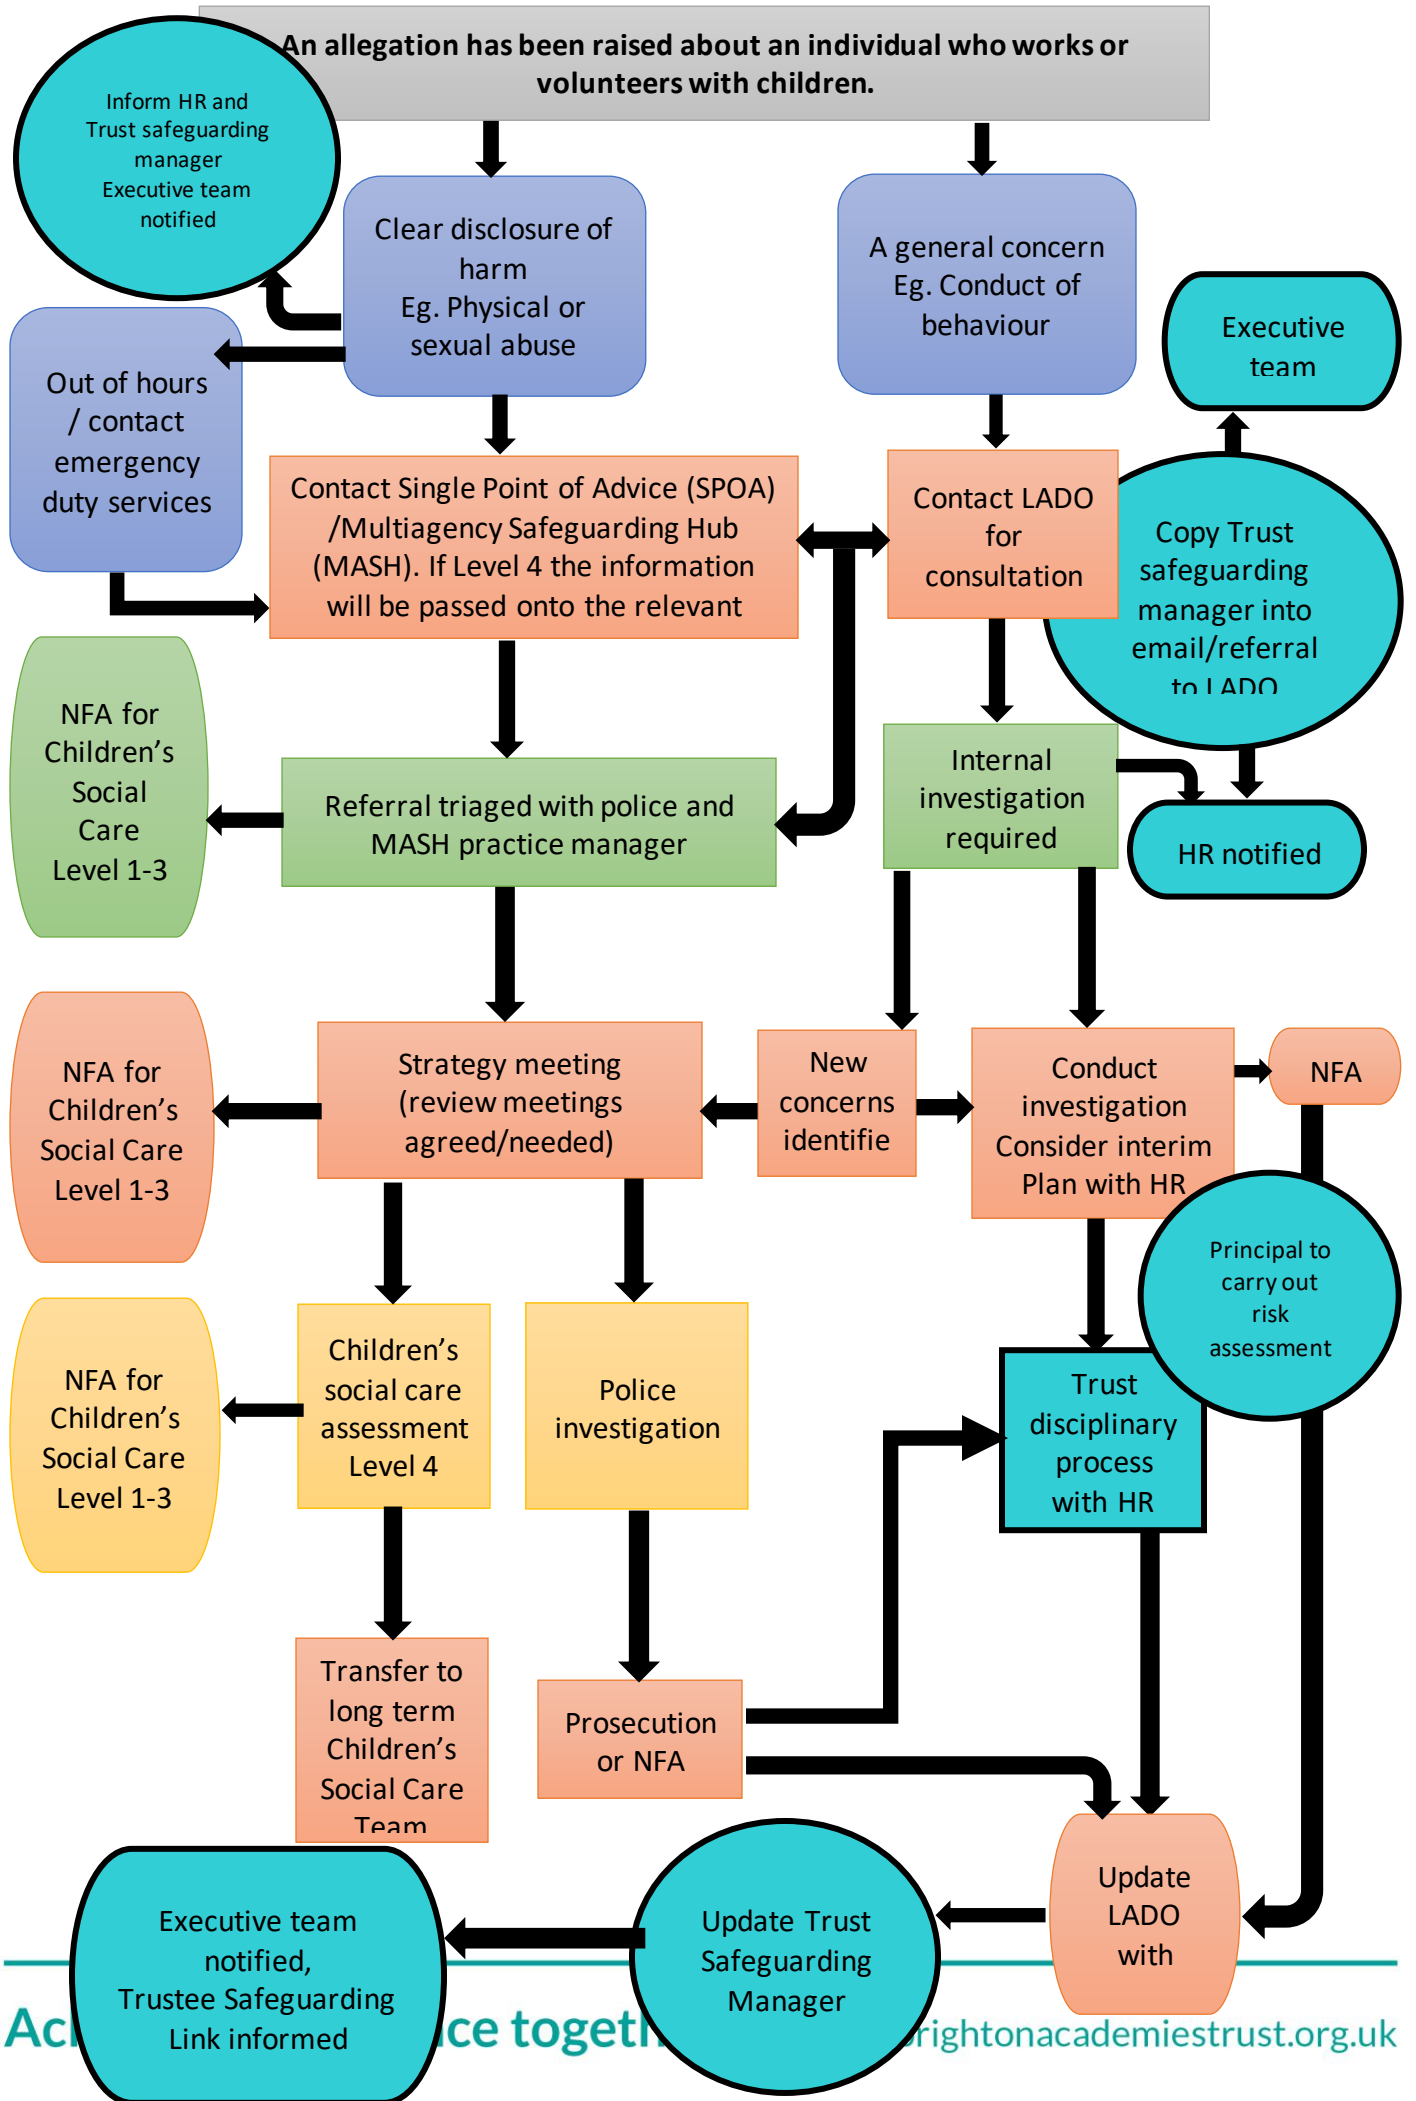 An allegation has been raised about an individual who works or
volunteers with children.
Inform HR and
Trust safeguarding
manager
Executive team
notified
Clear disclosure of
harm
Eg. Physical or
sexual abuse
A general concern
Eg. Conduct of
behaviour
Executive
team
Out of hours
/ contact
emergency
duty services
Contact Single Point of Advice (SPOA)
/Multiagency Safeguarding Hub
(MASH). If Level 4 the information
will be passed onto the relevant
Contact LADO
for
consultation
Copy Trust
safeguarding
manager into
email/referral
to LADO
NFA for
Children’s
Social
Care
Level 1-3
Referral triaged with police and
MASH practice manager
Internal
investigation
required
HR notified
NFA for
Children’s
Social Care
Level 1-3
Strategy meeting
(review meetings
agreed/needed)
New
concerns
identifie
Conduct
investigation
Consider interim
Plan with HR
NFA
Principal to
carry out
risk
assessment
NFA for
Children’s
Social Care
Level 1-3
Children’s
social care
assessment
Level 4
Police
investigation
Trust
disciplinary
process
with HR
Transfer to
long term
Children’s
Social Care
Team
Prosecution
or NFA
Update
LADO
with
Update Trust
Safeguarding
Manager
Executive team
notified,
Trustee Safeguarding
Link informed
rightonacademiestrust.org.uk